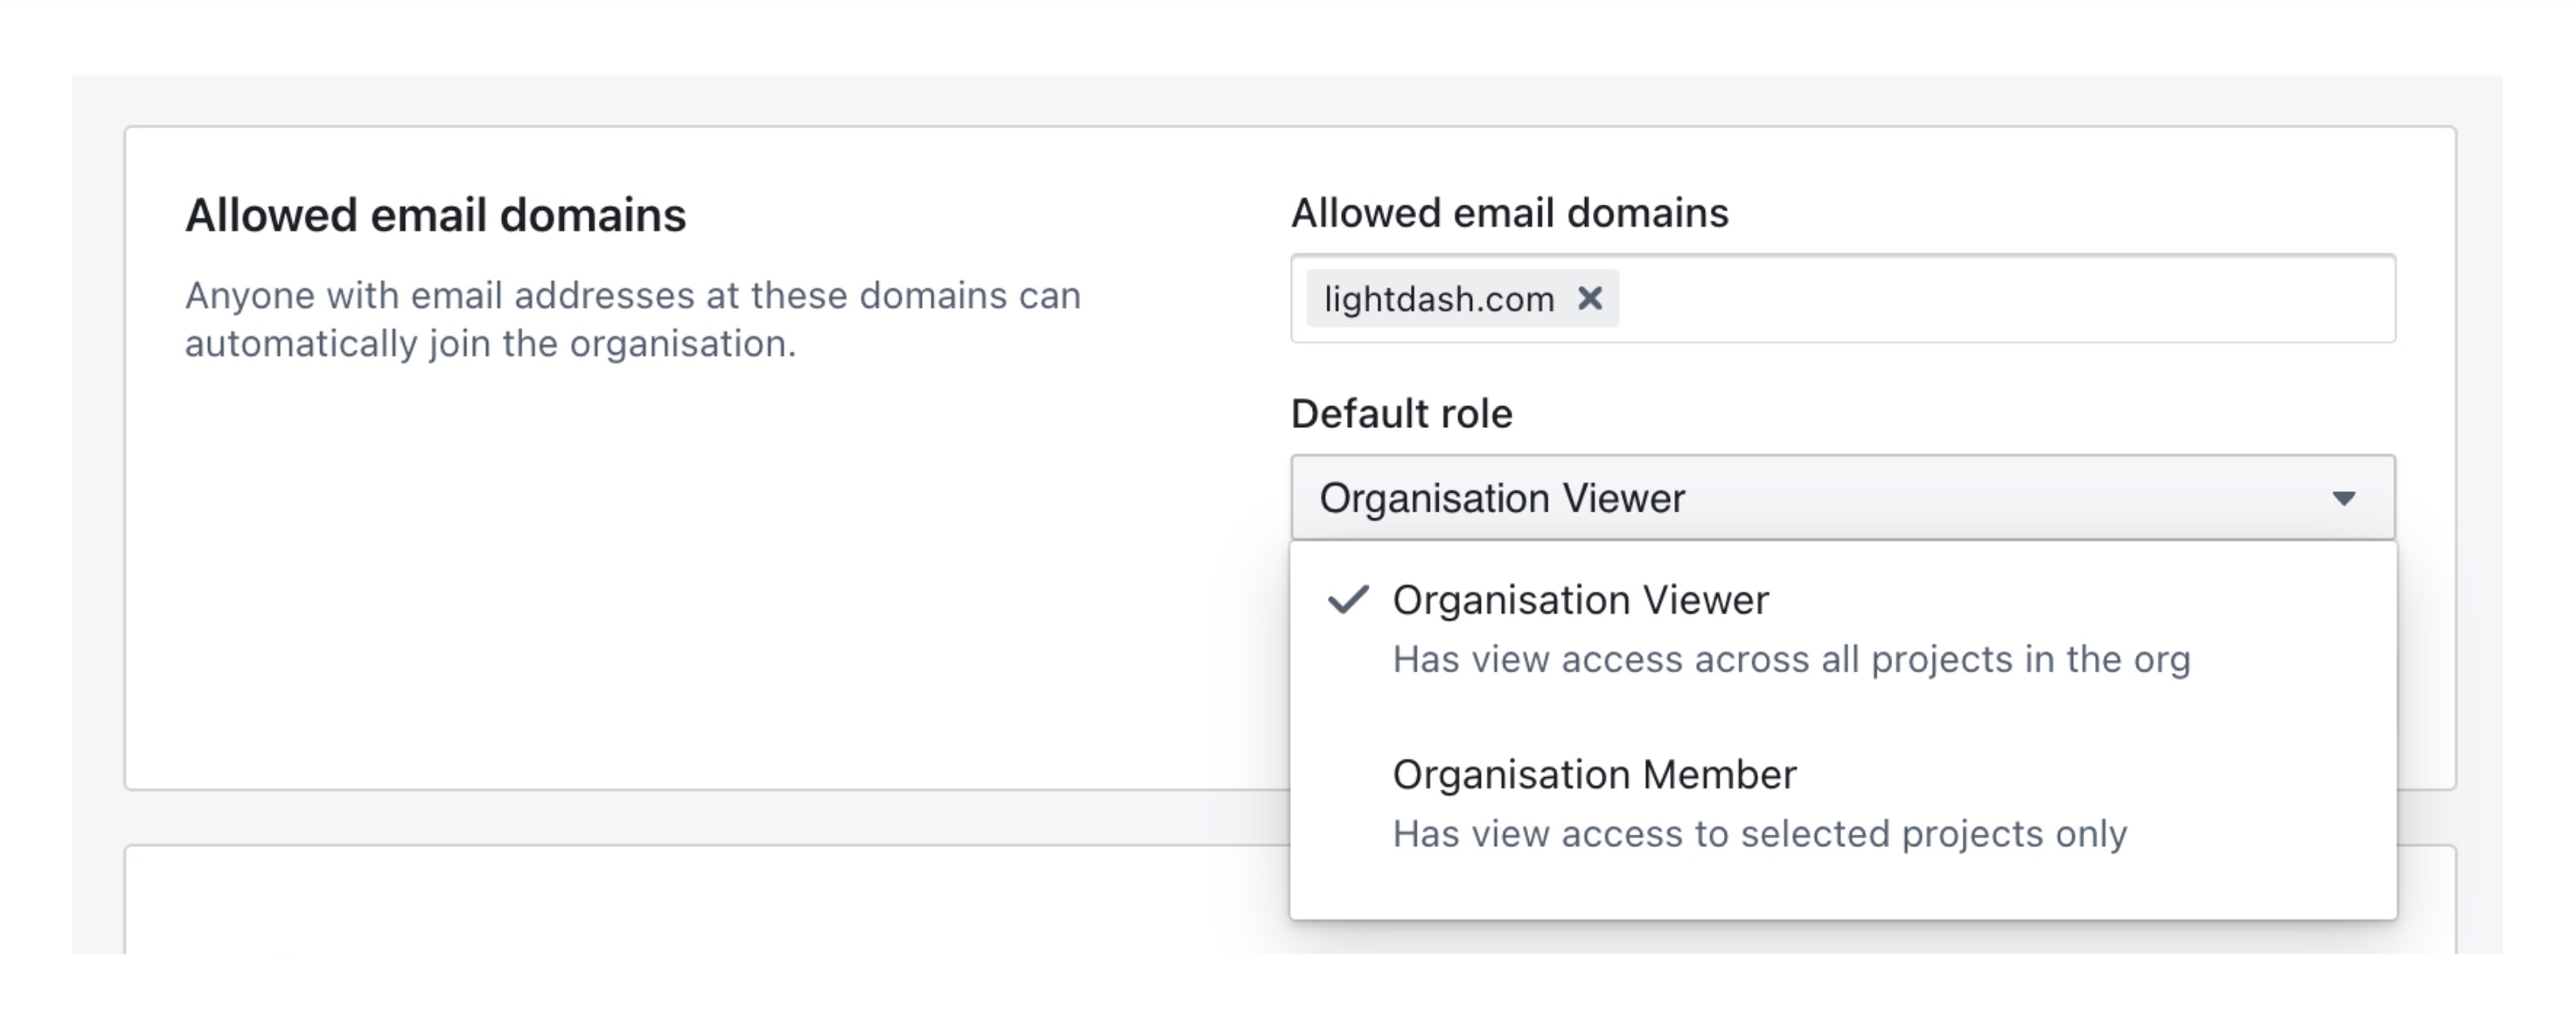 Allowed email domains
Anyone with email addresses at these domains can
automatically join the organisation.
Allowed email domains
lightdash.com
Default role
Organisation Viewer
Organisation Viewer
Has view access across all projects in the org
Organisation Member
Has view access to selected projects only